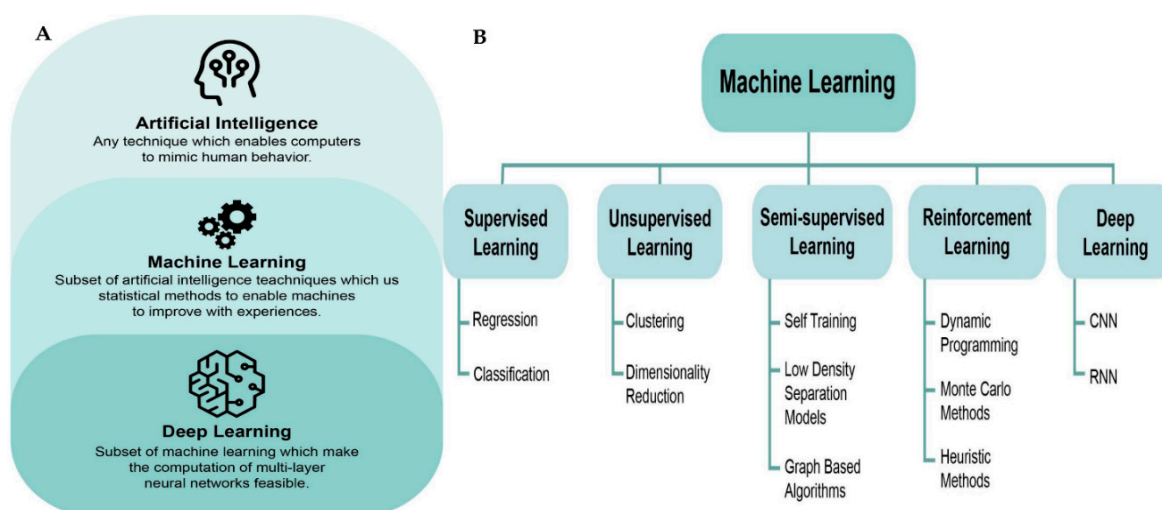 A
Artificial Intelligence
Any technique which enables computers
to mimic human behavior.
Machine Learning
Subset of artificial intelligence teachniques which us
statistical methods to enable machines
to improve with experiences.
Deep Learning
Subset of machine learning which make
the computation of multi-layer
neural networks feasible.
B
Machine Learning
Supervised
Learning
Regression
Classification
Unsupervised
Learning
Clustering
Dimensionality
Reduction
Semi-supervised
Learning
Self Training
Low Density
Separation
Models
Graph Based
Algorithms
Reinforcement
Learning
Dynamic
Programming
Monte Carlo
Methods
Heuristic
Methods
Deep
Learning
CNN
RNN